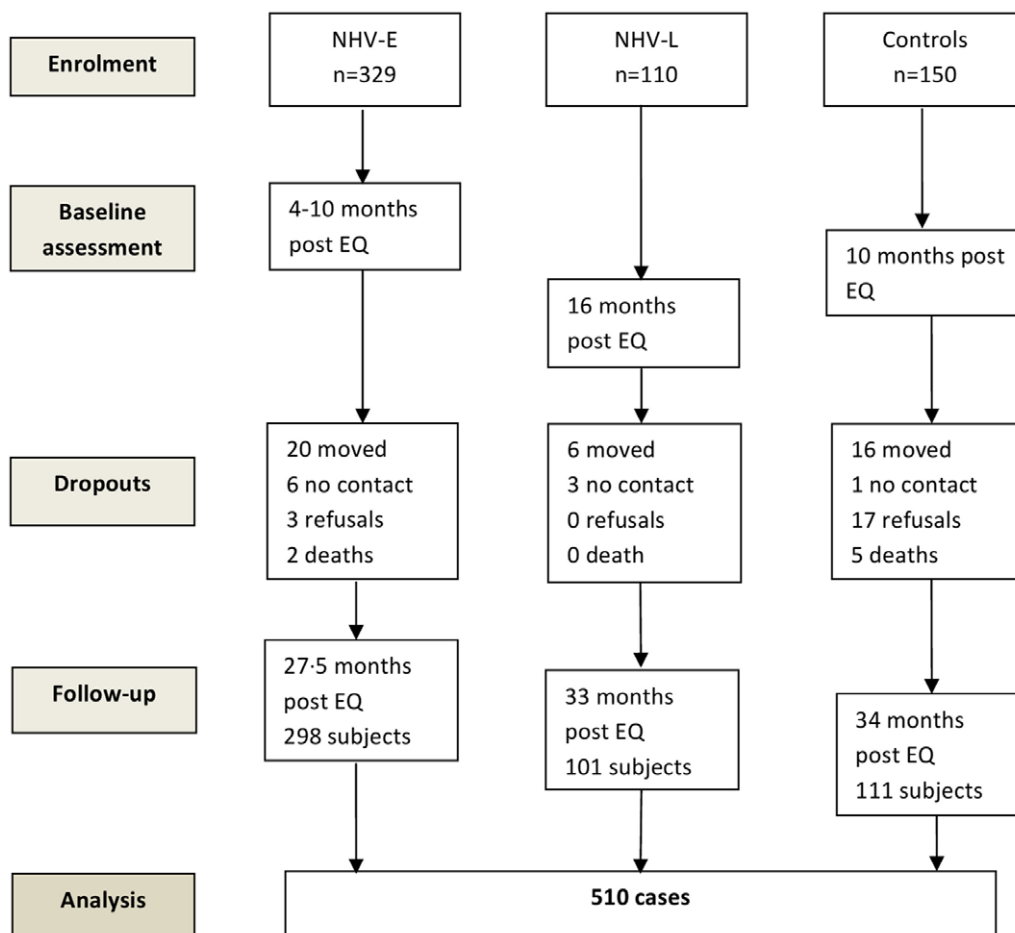 Enrolment
NHV-E
n=329
NHV-L
n=110
Controls
n=150
Baseline
assessment
4-10 months
post EQ
16 months
post EQ
10 months post
EQ
Dropouts
20 moved
6 no contact
3 refusals
2 deaths
6 moved
3 no contact
0 refusals
0 death
16 moved
1 no contact
17 refusals
5 deaths
Follow-up
27·5 months
post EQ
298 subjects
33 months
post EQ
101 subjects
34 months
post EQ
111 subjects
Analysis
510 cases